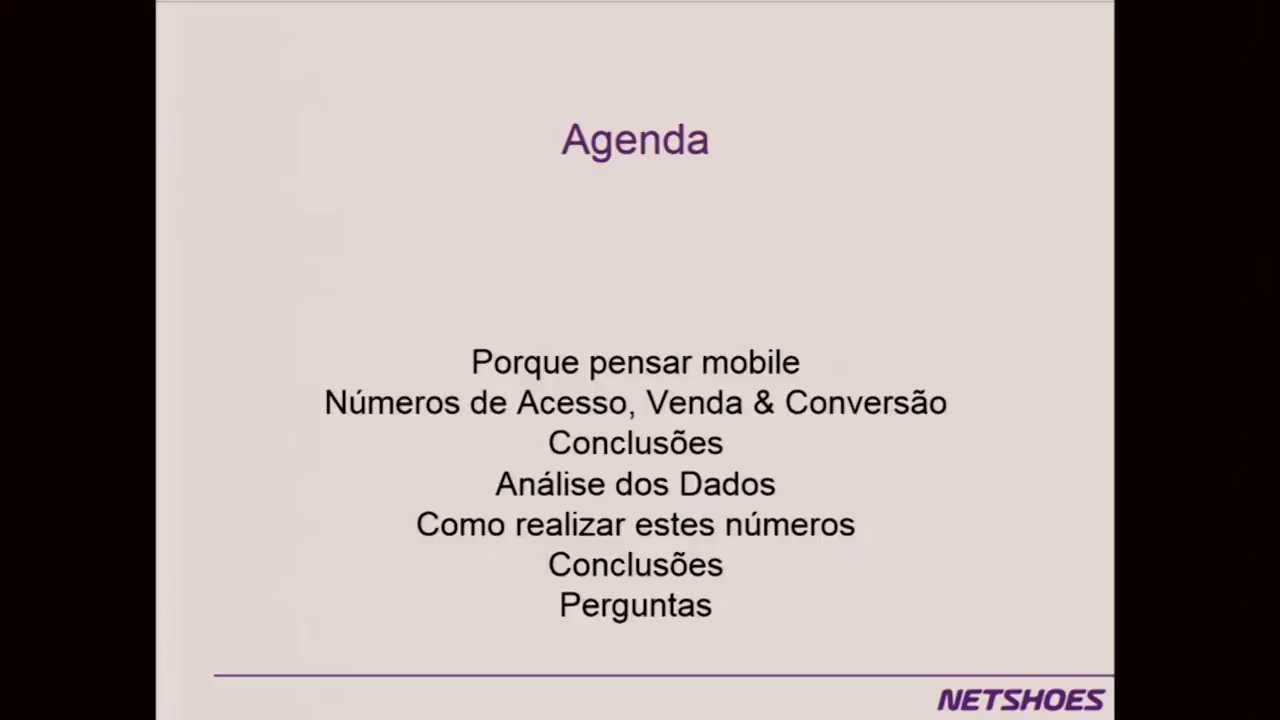 Agenda
Porque pensar mobile
Números de Acesso, Venda & Conversão
Conclusões
Análise dos Dados
Como realizar estes números
Conclusões
Perguntas
NETSHOES